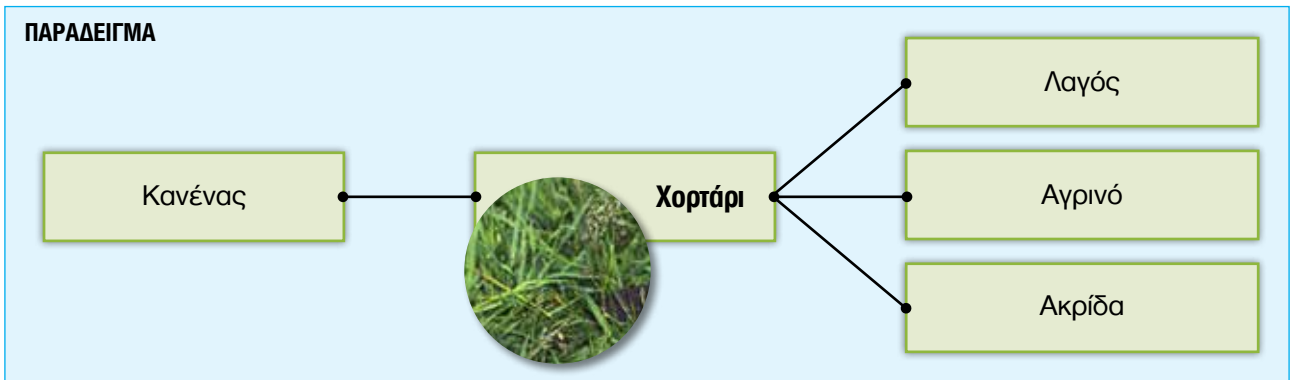 ΠΑΡΑΔΕΙΓΜΑ
Κανένας
Χορτάρι
Λαγός
Αγρινό
Ακρίδα